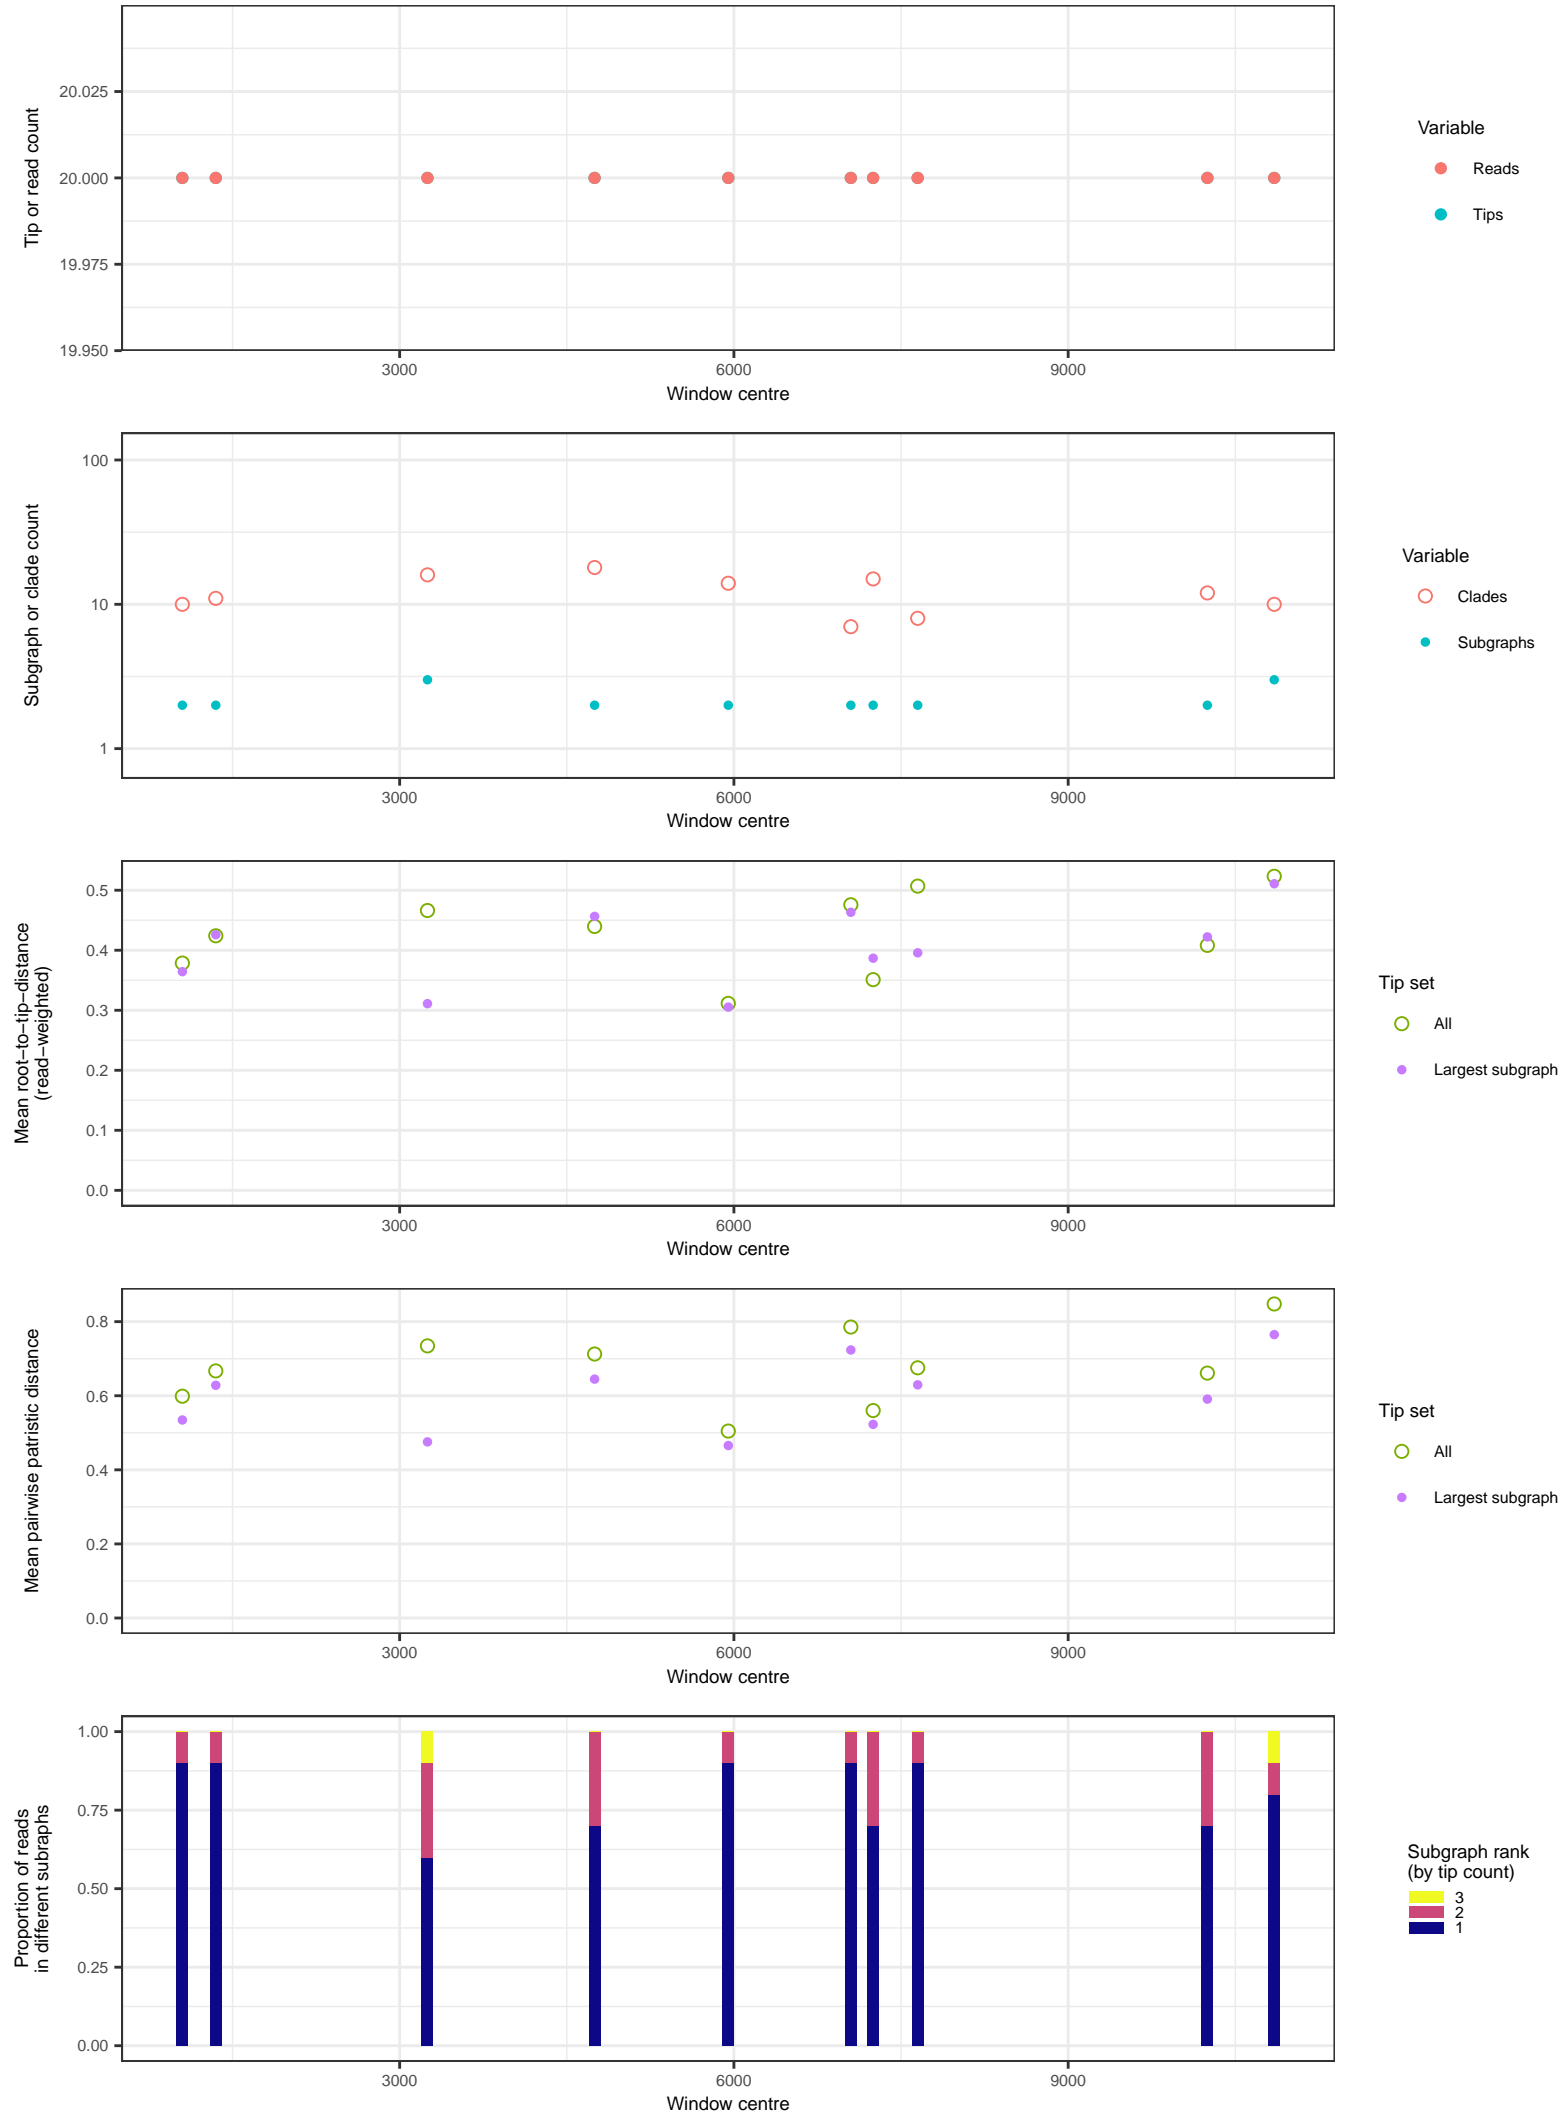 Tip or read count
20.025
20.000
19.975
19.950
3000 6000 9000
Window centre
Variable
Reads
Tips
Subgraph or clade count
100
10
1
3000 6000 9000
Window centre
Variable
Clades
Subgraphs
Mean root−to−tip−distance
(read−weighted)
0.5
0.4
0.3
0.2
0.1
0.0
3000 6000 9000
Window centre
Tip set
All
Largest subgraph
Mean pairwise patristic distance
0.8
0.6
0.4
0.2
0.0
3000 6000 9000
Window centre
Tip set
All
Largest subgraph
Proportion of reads
in different subraphs
1.00
0.75
0.50
0.25
0.00
3000 6000 9000
Window centre
Subgraph rank
(by tip count)
3
2
1